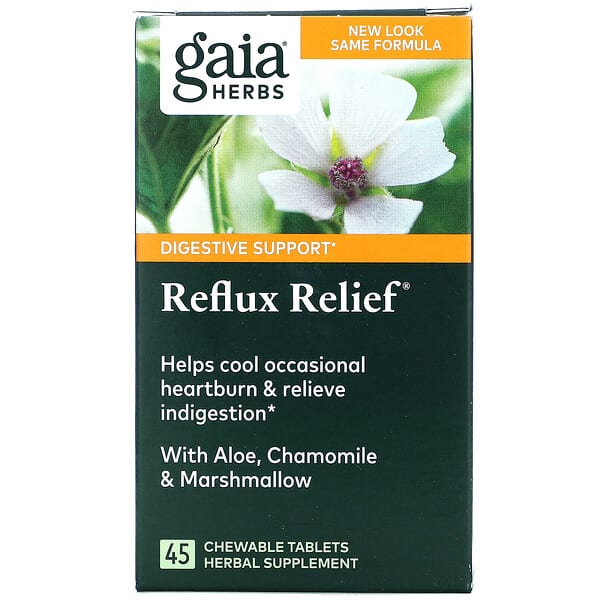 gaia®
HERBS
NEW LOOK
SAME FORMULA
DIGESTIVE SUPPORT*
Reflux Relief®
Helps cool occasional
heartburn & relieve
indigestion*
With Aloe, Chamomile
& Marshmallow
45 CHEWABLE TABLETS
HERBAL SUPPLEMENT